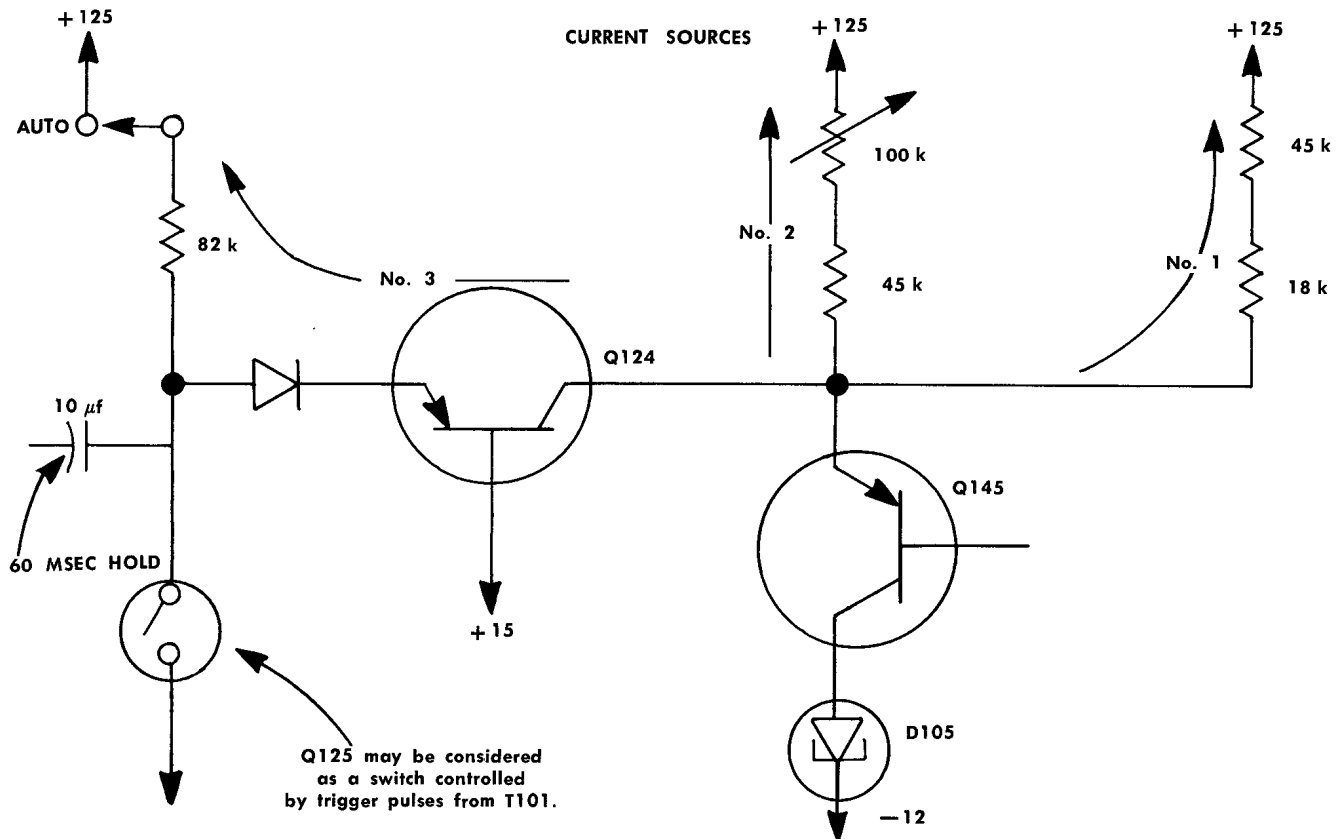 +125
CURRENT SOURCES
+125
+125
AUTO
100 k
45 k
82 k
No. 2
No. 1
No. 3
45 k
18 k
Q124
10 μf
Q145
60 MSEC HOLD
+15
D105
Q125 may be considered
as a switch controlled
by trigger pulses from T101.
−12